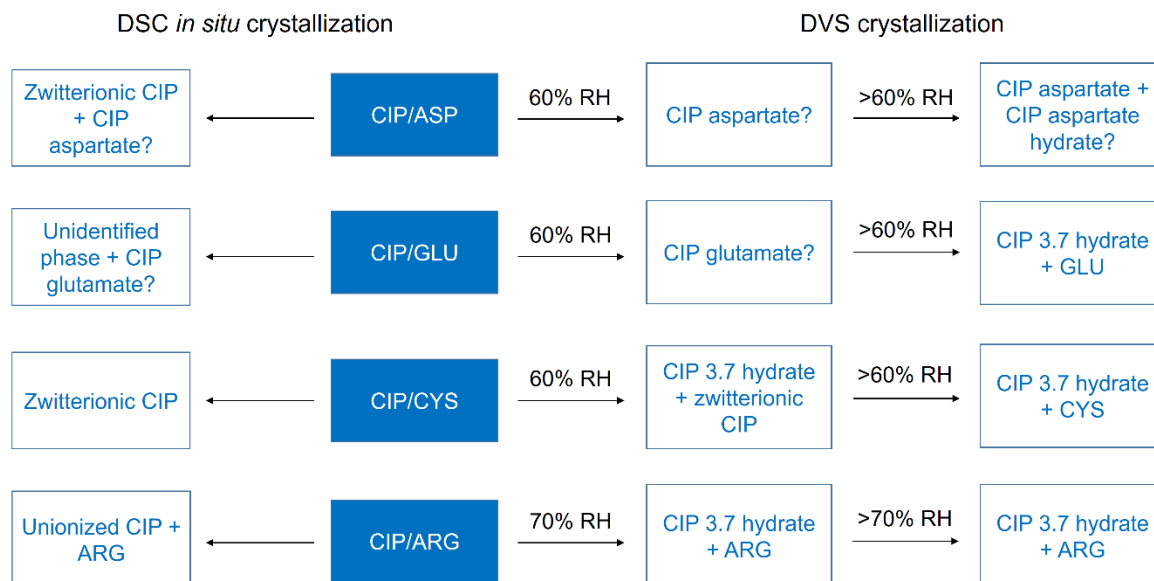 DSC in situ crystallization
DVS crystallization
Zwitterionic CIP
+ CIP
aspartate?
CIP/ASP
60% RH
CIP aspartate?
>60% RH
CIP aspartate +
CIP aspartate
hydrate?
Unidentified
phase + CIP
glutamate?
CIP/GLU
60% RH
CIP glutamate?
>60% RH
CIP 3.7 hydrate
+ GLU
Zwitterionic CIP
CIP/CYS
60% RH
CIP 3.7 hydrate
+ zwitterionic
CIP
>60% RH
CIP 3.7 hydrate
+ CYS
Unionized CIP +
ARG
CIP/ARG
70% RH
CIP 3.7 hydrate
+ ARG
>70% RH
CIP 3.7 hydrate
+ ARG